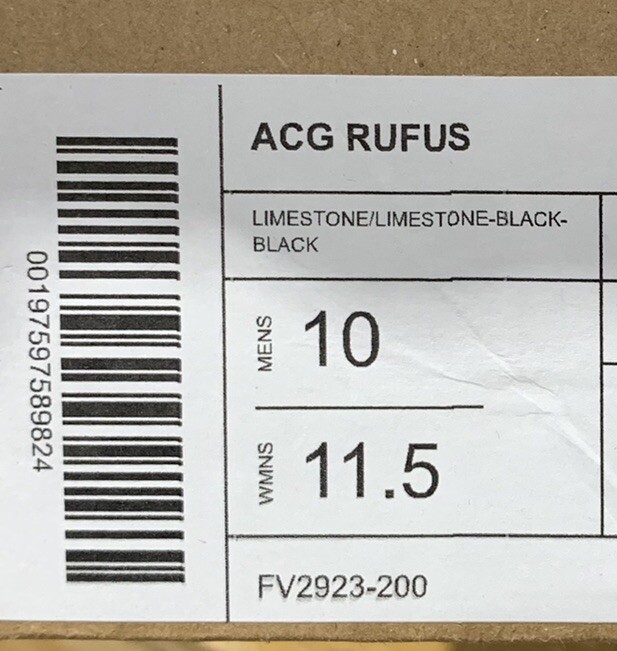 ACG RUFUS
LIMESTONE/LIMESTONE-BLACK-
BLACK
MENS 10
WMNS 11.5
FV2923-200
00197597589824